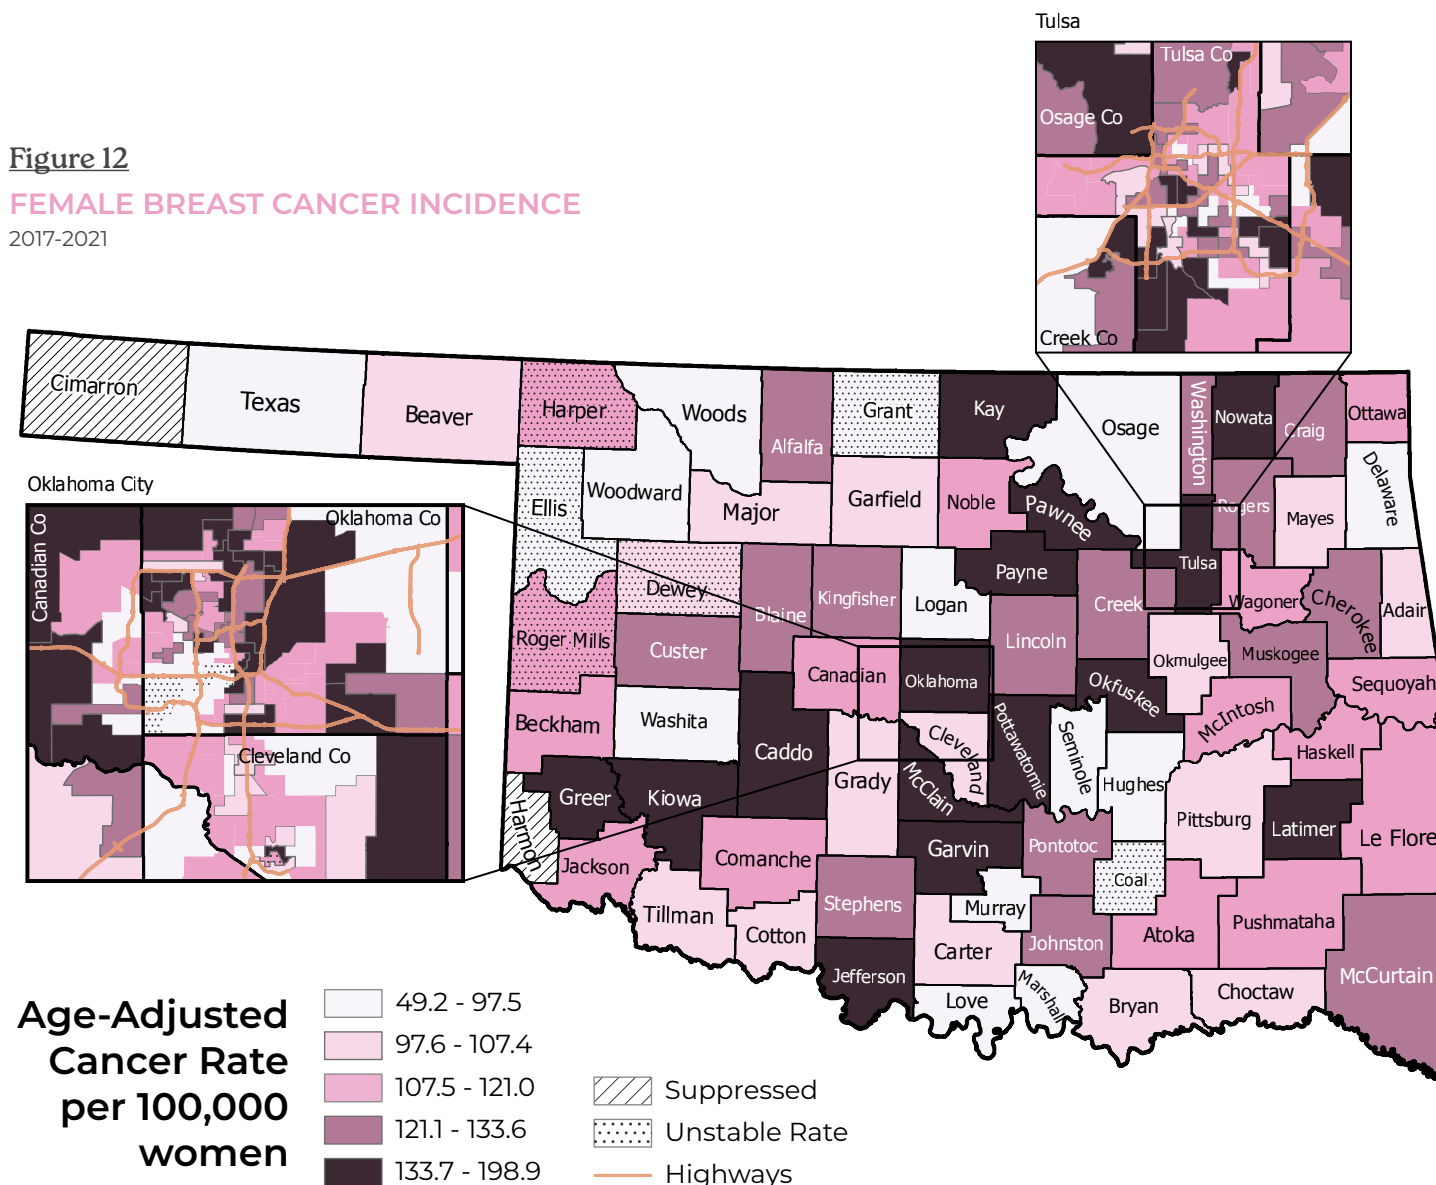 Tulsa
Tulsa Co
Osage Co
Creek Co
Figure 12
FEMALE BREAST CANCER INCIDENCE
2017-2021
Cimarron
Texas
Beaver
Harper
Woods
Alfalfa
Grant
Kay
Osage
Washington
Nowata
Craig
Ottawa
Delaware
Ellis
Woodward
Major
Garfield
Noble
Pawnee
Rogers
Mayes
Oklahoma City
Canadian Co
Oklahoma Co
Cleveland Co
Dewey
Blaine
Kingfisher
Logan
Payne
Creek
Tulsa
Wagoner
Cherokee
Adair
Roger Mills
Custer
Canadian
Oklahoma
Lincoln
Okmulgee
Muskogee
Sequoyah
Beckham
Washita
Caddo
Grady
Cleveland
McClain
Pottawatomie
Seminole
Okfuskee
Hughes
McIntosh
Haskell
Pittsburg
Latimer
Le Flore
Harmon
Greer
Kiowa
Jackson
Comanche
Garvin
Pontotoc
Coal
Tillman
Cotton
Stephens
Murray
Carter
Johnston
Atoka
Pushmataha
McCurtain
Jefferson
Love
Marshall
Bryan
Choctaw
Age-Adjusted
Cancer Rate
per 100,000
women
49.2 - 97.5
97.6 - 107.4
107.5 - 121.0
121.1 - 133.6
133.7 - 198.9
Suppressed
Unstable Rate
Highways